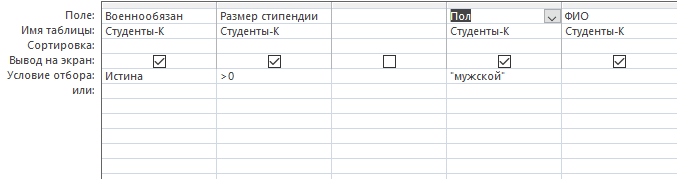 Поле: Военнообязан Размер стипендии Пол ФИО
Имя таблицы: Студенты-К Студенты-К Студенты-К Студенты-К
Сортировка:
Вывод на экран:
Условие отбора: Истина >0 "мужской"
или: